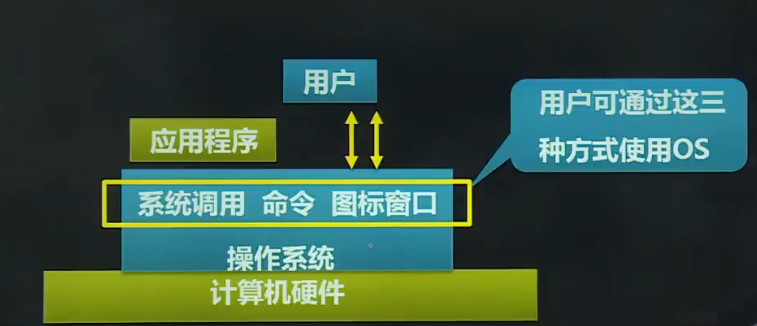 用户
用户可通过这三
种方式使用OS
应用程序
系统调用 命令 图标窗口
操作系统
计算机硬件